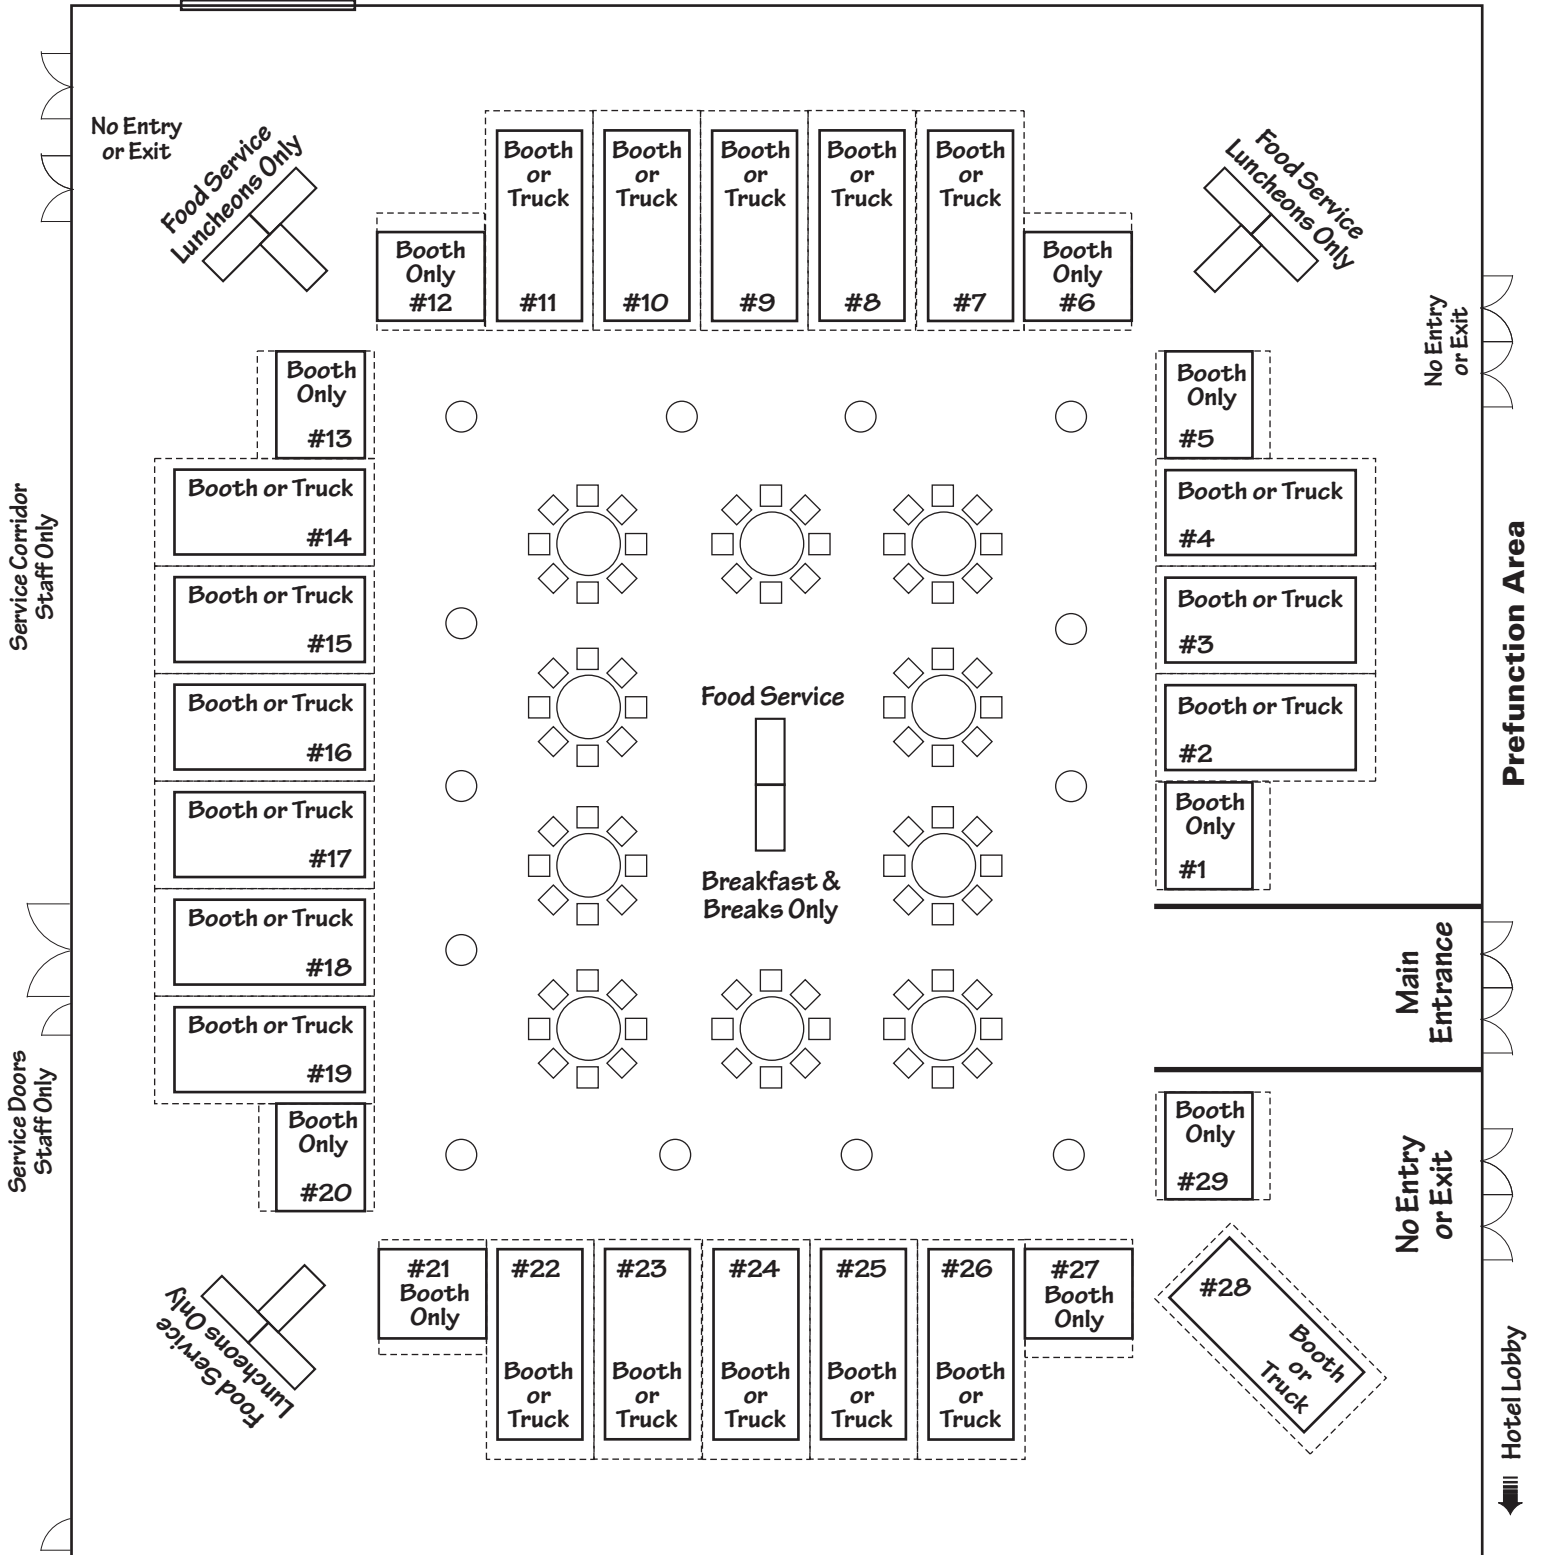 No Entry
or Exit
Food Service
Luncheons Only
Booth
or
Truck
#11
Booth
or
Truck
#10
Booth
or
Truck
#9
Booth
or
Truck
#8
Booth
or
Truck
#7
Booth
Only
#12
Booth
Only
#6
Food Service
Luncheons Only
No Entry
or Exit
Booth
Only
#13
Booth
Only
#5
Booth or Truck
#14
Booth or Truck
#4
Service Corridor
Staff Only
Booth or Truck
#15
Booth or Truck
#3
Prefunction Area
Booth or Truck
#16
Booth or Truck
#2
Food Service
Breakfast &
Breaks Only
Booth or Truck
#17
Booth
Only
#1
Booth or Truck
#18
Main
Entrance
Booth or Truck
#19
Service Doors
Staff Only
Booth
Only
#20
Booth
Only
#29
No Entry
or Exit
Food Service
Luncheons Only
#21
Booth
Only
#22
Booth
or
Truck
#23
Booth
or
Truck
#24
Booth
or
Truck
#25
Booth
or
Truck
#26
Booth
or
Truck
#27
Booth
Only
#28
Booth
or
Truck
Hotel Lobby